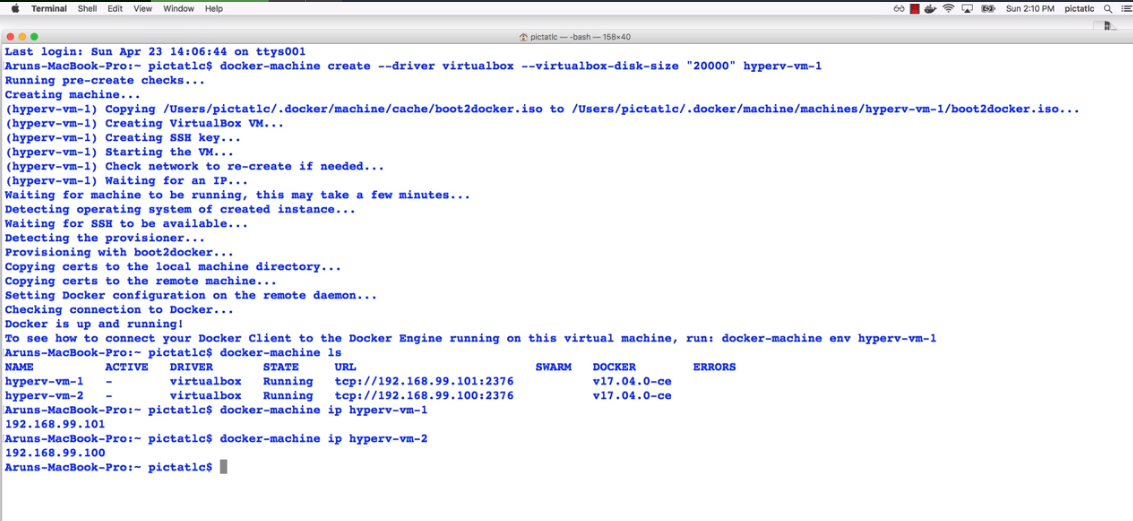 Terminal Shell Edit View Window Help Sun 2:10 PM pictatlc
pictatlc — -bash — 158×40
Last login: Sun Apr 23 14:06:44 on ttys001
Aruns-MacBook-Pro:~ pictatlc$ docker-machine create --driver virtualbox --virtualbox-disk-size "20000" hyperv-vm-1
Running pre-create checks...
Creating machine...
(hyperv-vm-1) Copying /Users/pictatlc/.docker/machine/cache/boot2docker.iso to /Users/pictatlc/.docker/machine/machines/hyperv-vm-1/boot2docker.iso...
(hyperv-vm-1) Creating VirtualBox VM...
(hyperv-vm-1) Creating SSH key...
(hyperv-vm-1) Starting the VM...
(hyperv-vm-1) Check network to re-create if needed...
(hyperv-vm-1) Waiting for an IP...
Waiting for machine to be running, this may take a few minutes...
Detecting operating system of created instance...
Waiting for SSH to be available...
Detecting the provisioner...
Provisioning with boot2docker...
Copying certs to the local machine directory...
Copying certs to the remote machine...
Setting Docker configuration on the remote daemon...
Checking connection to Docker...
Docker is up and running!
To see how to connect your Docker Client to the Docker Engine running on this virtual machine, run: docker-machine env hyperv-vm-1
Aruns-MacBook-Pro:~ pictatlc$ docker-machine ls
NAME ACTIVE DRIVER STATE URL SWARM DOCKER ERRORS
hyperv-vm-1 - virtualbox Running tcp://192.168.99.101:2376 v17.04.0-ce
hyperv-vm-2 - virtualbox Running tcp://192.168.99.100:2376 v17.04.0-ce
Aruns-MacBook-Pro:~ pictatlc$ docker-machine ip hyperv-vm-1
192.168.99.101
Aruns-MacBook-Pro:~ pictatlc$ docker-machine ip hyperv-vm-2
192.168.99.100
Aruns-MacBook-Pro:~ pictatlc$